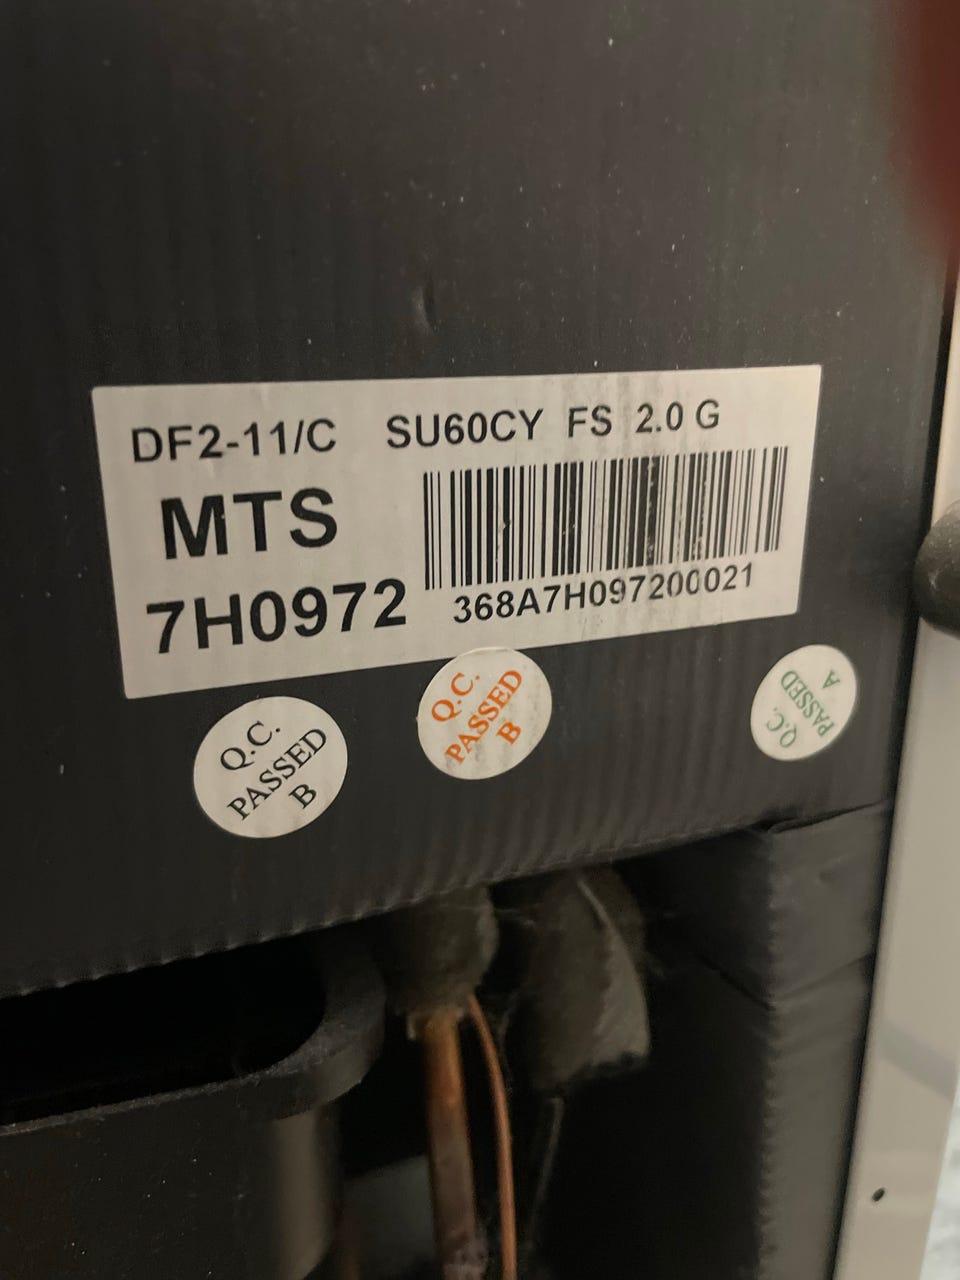 DF2-11/C SU60CY FS 2.0 G
MTS
7H0972
368A7H097200021
Q.C.
PASSED
B
Q.C.
PASSED
B
Q.C.
PASSED
A